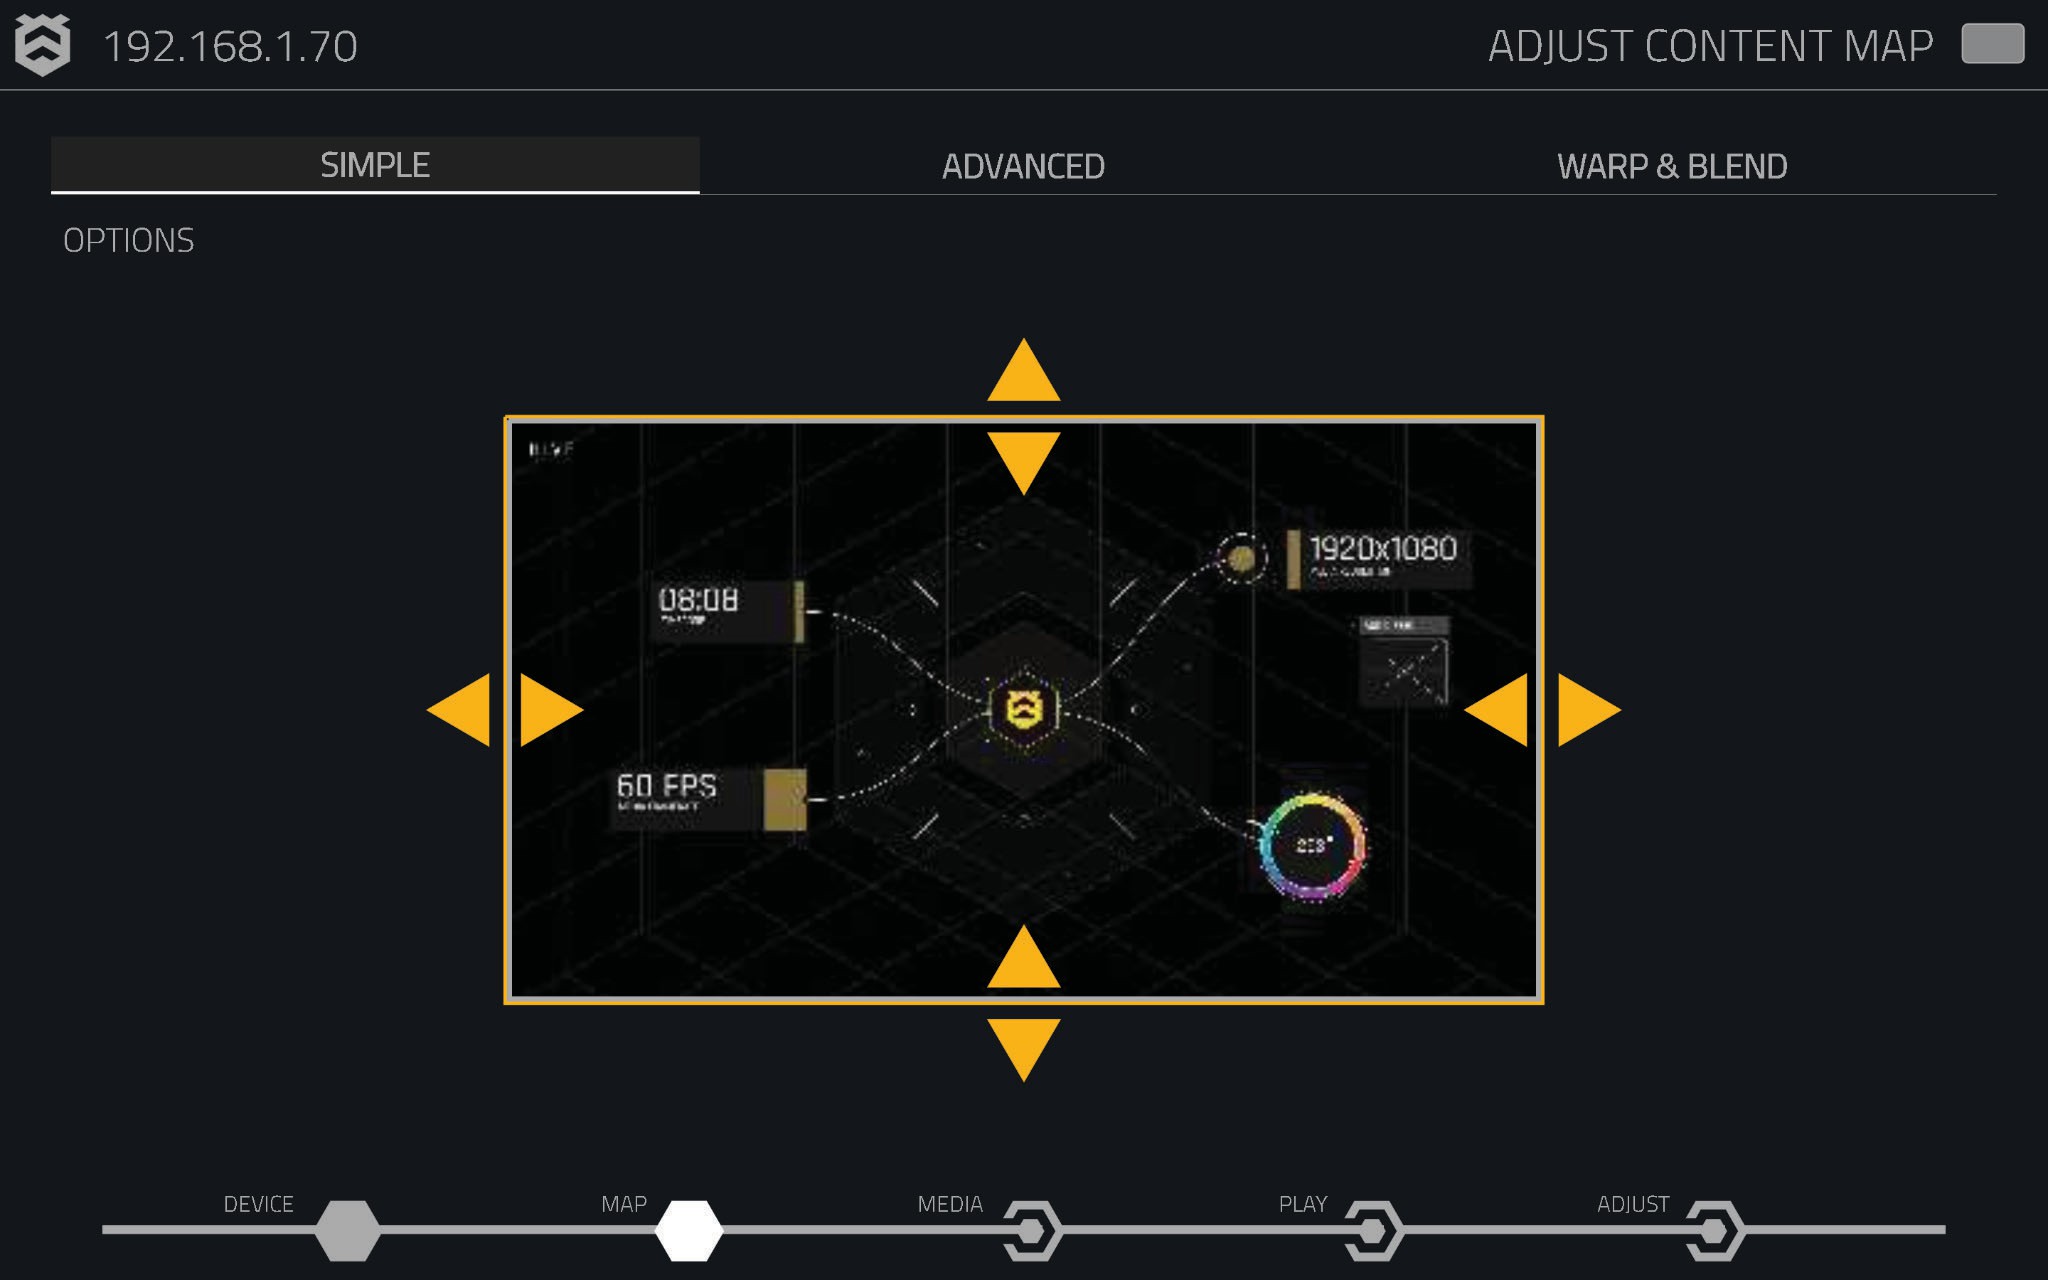 192.168.1.70
ADJUST CONTENT MAP
SIMPLE
ADVANCED
WARP & BLEND
OPTIONS
1920x1080
08:08
60 FPS
DEVICE
MAP
MEDIA
PLAY
ADJUST